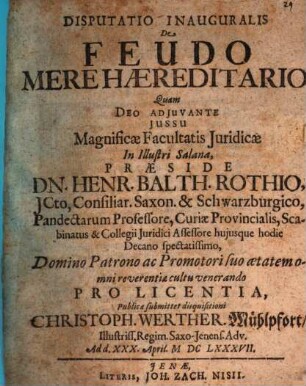 29
DISPUTATIO INAUGURALIS
De
FEUDO
MERE HÆREDITARIO
Quam
DEO ADJUVANTE
JUSSU
Magnificæ Facultatis Juridicæ
In Illustri Salana,
PRÆSIDE
DN. HENR. BALTH. ROTHIO,
JCto, Consiliar. Saxon. & Schwarzburgico,
Pandectarum Professore, Curiæ Provincialis, Sca-
binatus & Collegii Juridici Assessore hujusque hodie
Decano spectatissimo,
Domino Patrono ac Promotori suo ætatem o-
mni reverentiæ cultu venerando
PRO LICENTIA,
Publicæ submittet disquisitioni
CHRISTOPH. WERTHER. Mühlpfort/
Illustriss. Regim. Saxo-Jenens. Adv.
Ad d. XXX. April. M DC LXXXVII.
JENÆ,
LITERIS, JOH. ZACH. NISII.